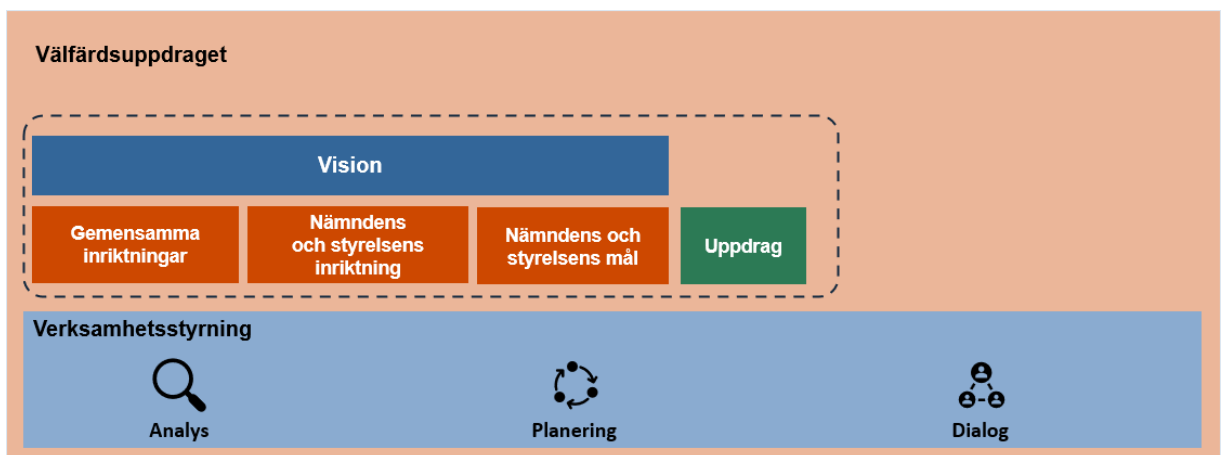 Välfärdsuppdraget
Vision
Gemensamma
inriktningar
Nämndens
och styrelsens
inriktning
Nämndens och
styrelsens mål
Uppdrag
Verksamhetsstyrning
Analys
Planering
Dialog